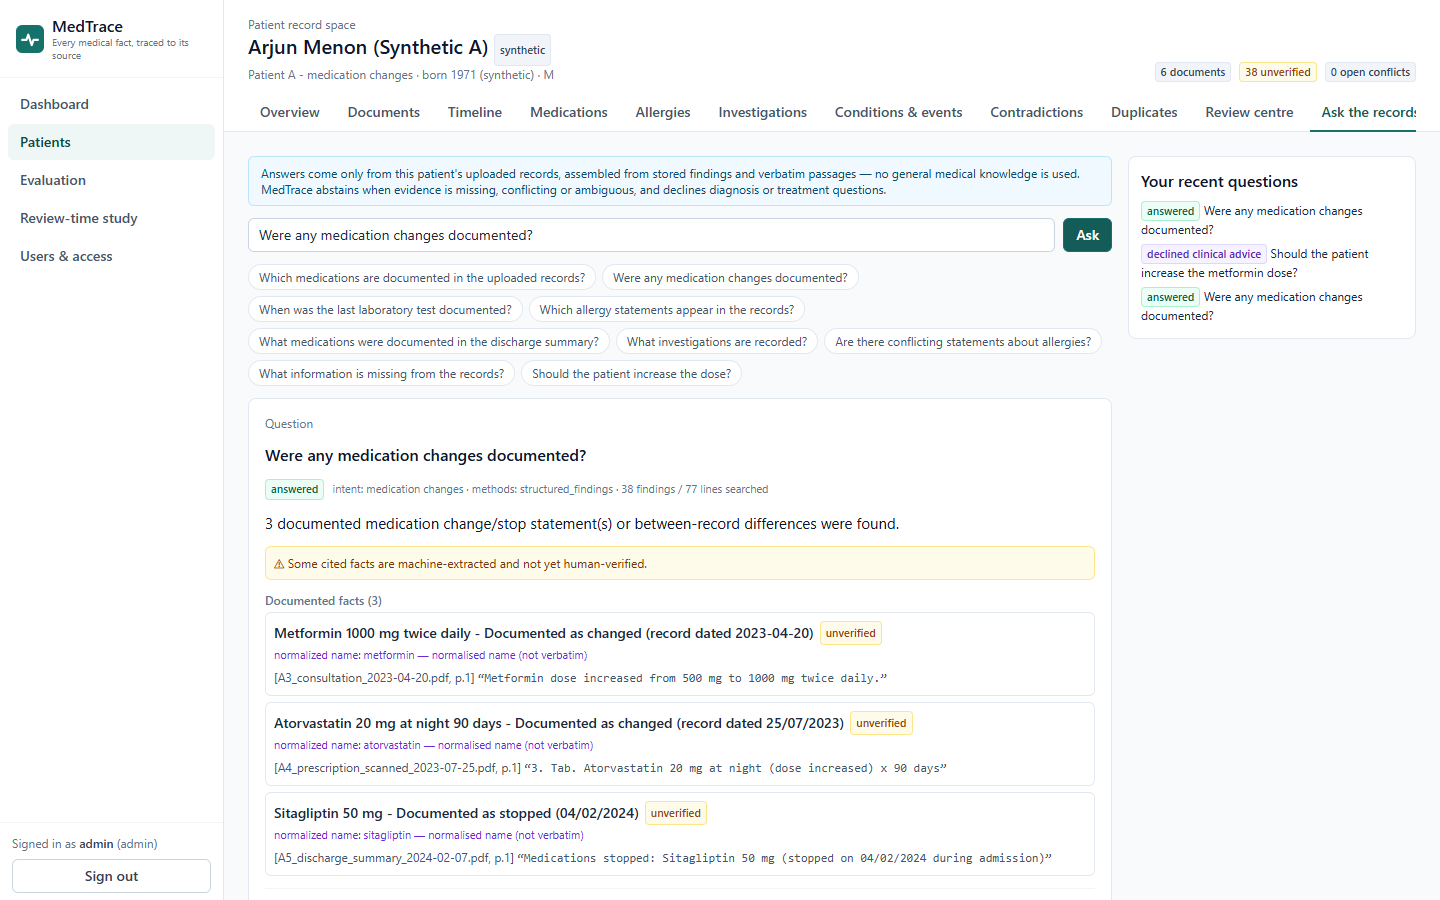 MedTrace
Every medical fact, traced to its
source
Dashboard
Patients
Evaluation
Review-time study
Users & access
Signed in as admin (admin)
Sign out
Patient record space
Arjun Menon (Synthetic A) synthetic
Patient A - medication changes · born 1971 (synthetic) · M
6 documents 38 unverified 0 open conflicts
Overview Documents Timeline Medications Allergies Investigations Conditions & events Contradictions Duplicates Review centre Ask the records
Answers come only from this patient's uploaded records, assembled from stored findings and verbatim passages — no general medical knowledge is used.
MedTrace abstains when evidence is missing, conflicting or ambiguous, and declines diagnosis or treatment questions.
Were any medication changes documented? Ask
Which medications are documented in the uploaded records? Were any medication changes documented?
When was the last laboratory test documented? Which allergy statements appear in the records?
What medications were documented in the discharge summary? What investigations are recorded? Are there conflicting statements about allergies?
What information is missing from the records? Should the patient increase the dose?
Question
Were any medication changes documented?
answered intent: medication changes · methods: structured_findings · 38 findings / 77 lines searched
3 documented medication change/stop statement(s) or between-record differences were found.
⚠ Some cited facts are machine-extracted and not yet human-verified.
Documented facts (3)
Metformin 1000 mg twice daily - Documented as changed (record dated 2023-04-20) unverified
normalized name: metformin — normalised name (not verbatim)
[A3_consultation_2023-04-20.pdf, p.1] “Metformin dose increased from 500 mg to 1000 mg twice daily.”
Atorvastatin 20 mg at night 90 days - Documented as changed (record dated 25/07/2023) unverified
normalized name: atorvastatin — normalised name (not verbatim)
[A4_prescription_scanned_2023-07-25.pdf, p.1] “3. Tab. Atorvastatin 20 mg at night (dose increased) x 90 days”
Sitagliptin 50 mg - Documented as stopped (04/02/2024) unverified
normalized name: sitagliptin — normalised name (not verbatim)
[A5_discharge_summary_2024-02-07.pdf, p.1] “Medications stopped: Sitagliptin 50 mg (stopped on 04/02/2024 during admission)”
Your recent questions
answered Were any medication changes
documented?
declined clinical advice Should the patient
increase the metformin dose?
answered Were any medication changes
documented?